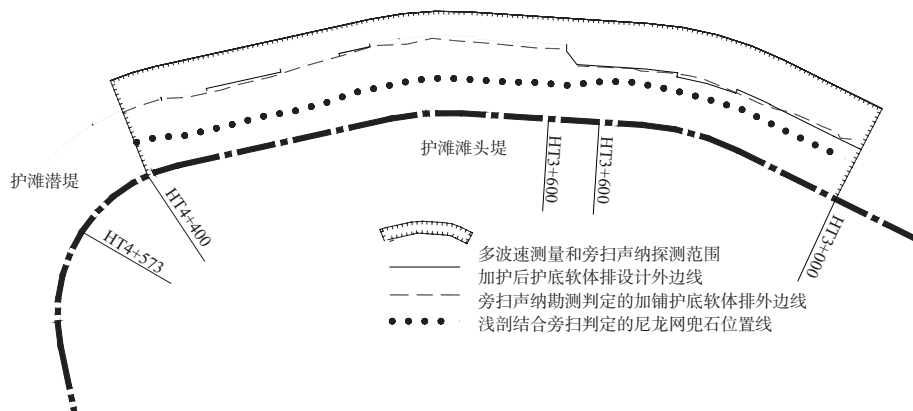 护滩滩头堤
HT3+600
HT3+600
护滩潜堤
HT4+400
HT4+573
HT3+000
多波速测量和旁扫声纳探测范围
加护后护底软体排设计外边线
旁扫声纳勘测判定的加铺护底软体排外边线
浅剖结合旁扫判定的尼龙网兜石位置线